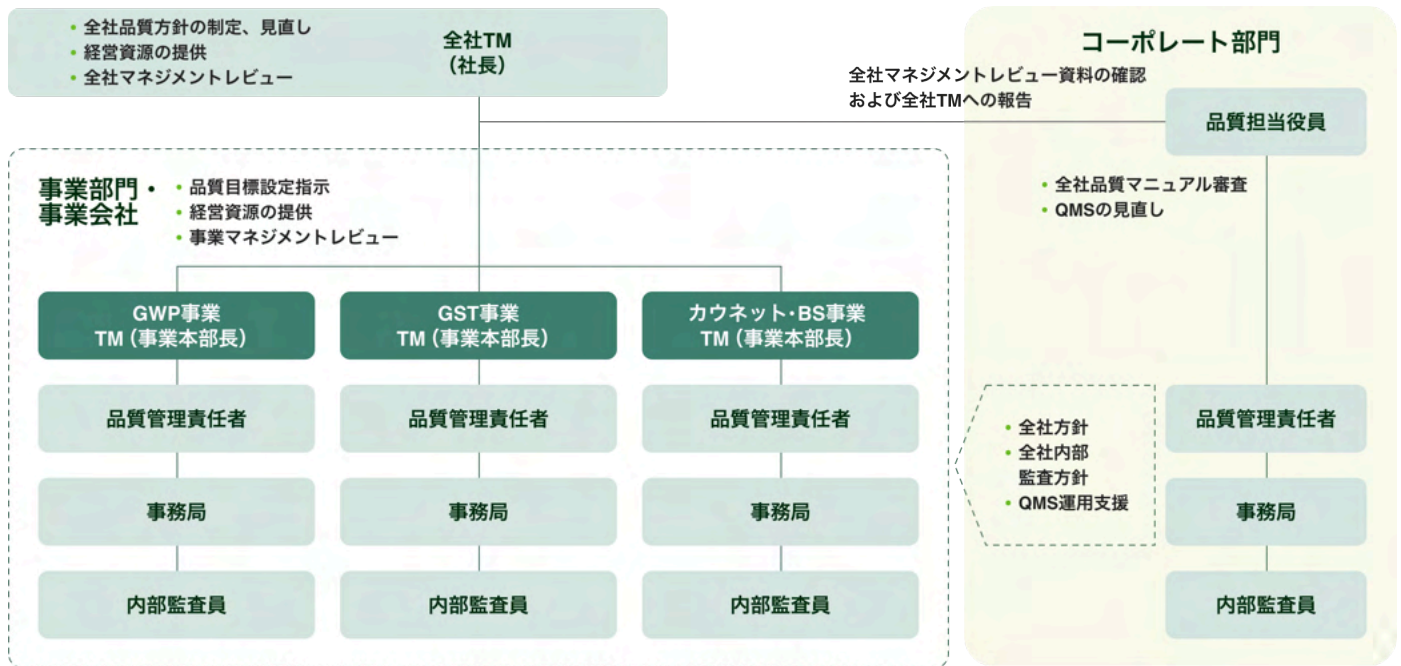 ・全社品質方針の制定、見直し
・経営資源の提供
・全社マネジメントレビュー
全社TM
（社長）
コーポレート部門
全社マネジメントレビュー資料の確認
および全社TMへの報告
品質担当役員
・全社品質マニュアル審査
・QMSの見直し
事業部門・
事業会社
・品質目標設定指示
・経営資源の提供
・事業マネジメントレビュー
GWP事業
TM（事業本部長）
品質管理責任者
事務局
内部監査員
GST事業
TM（事業本部長）
品質管理責任者
事務局
内部監査員
カウネット・BS事業
TM（事業本部長）
品質管理責任者
事務局
内部監査員
・全社方針
・全社内部
監査方針
・QMS運用支援
品質管理責任者
事務局
内部監査員